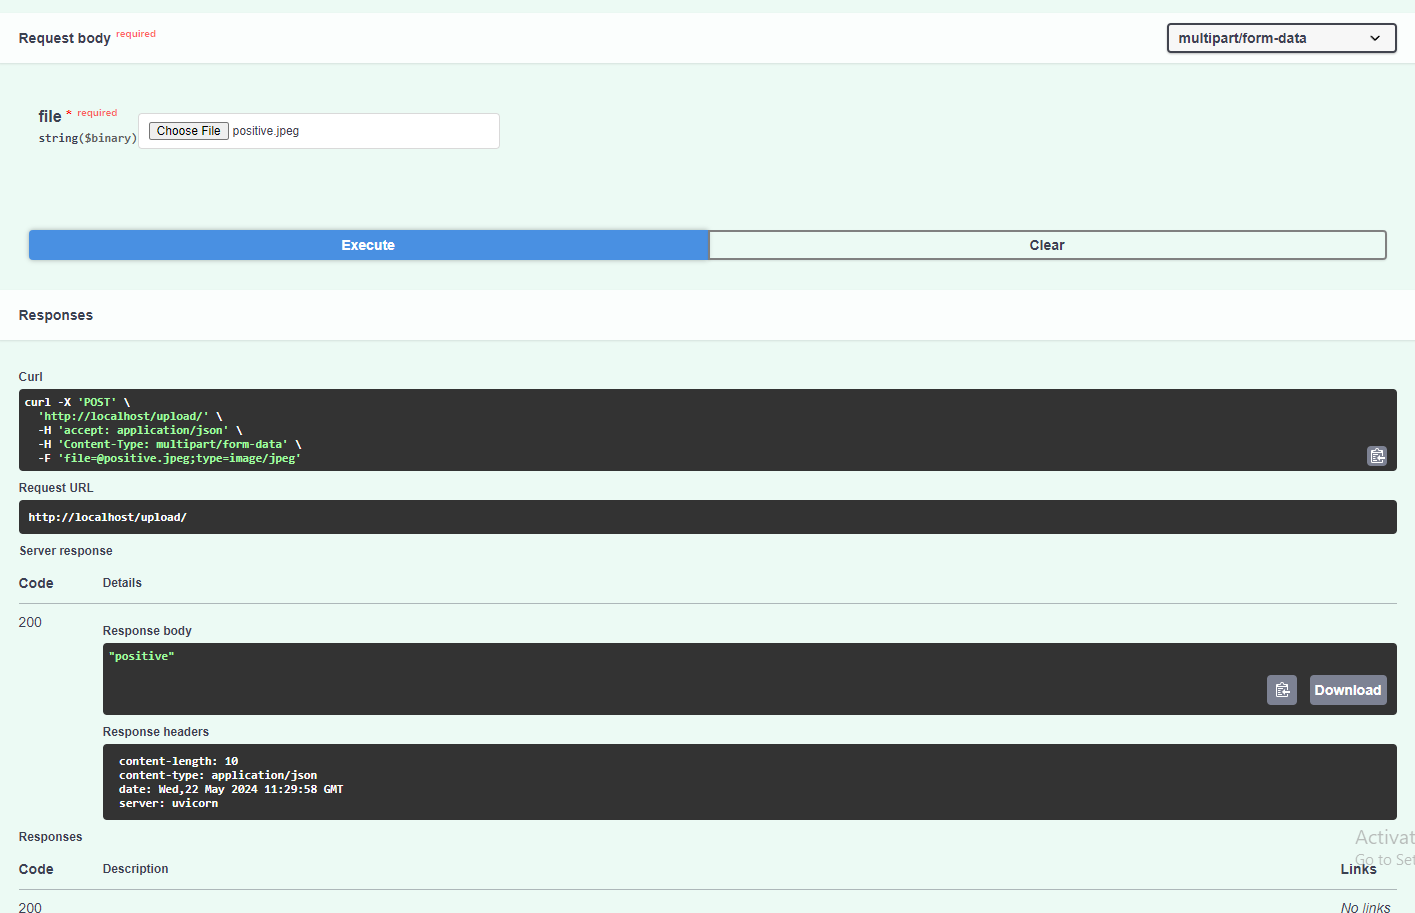 Request body required
multipart/form-data
file * required
string($binary)
Choose File positive.jpeg
Execute
Clear
Responses
Curl
curl -X 'POST' \
'http://localhost/upload/' \
-H 'accept: application/json' \
-H 'Content-Type: multipart/form-data' \
-F 'file=@positive.jpeg;type=image/jpeg'
Request URL
http://localhost/upload/
Server response
Code Details
200
Response body
"positive"
Download
Response headers
content-length: 10
content-type: application/json
date: Wed,22 May 2024 11:29:58 GMT
server: uvicorn
Responses
Activat
Go to Set
Code Description Links
200 No links